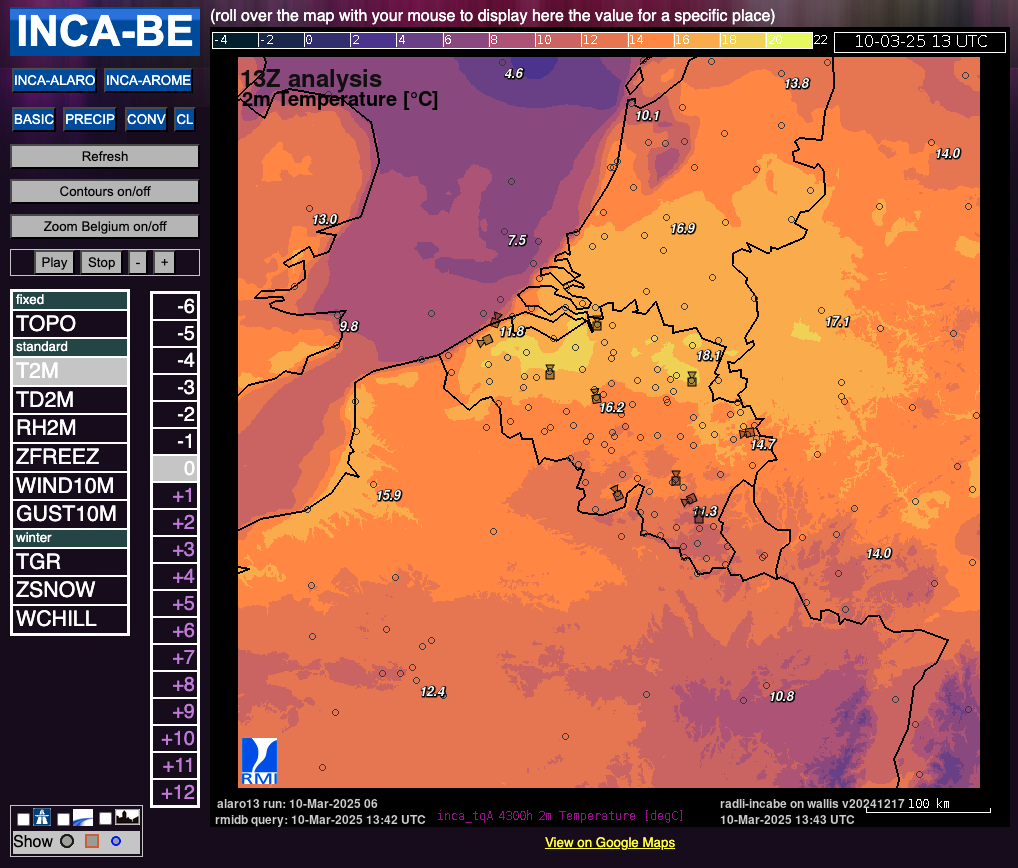 INCA-BE
(roll over the map with your mouse to display here the value for a specific place)
-4 -2 0 2 4 6 8 10 12 14 16 18 20 22
10-03-25 13 UTC
INCA-ALARO INCA-AROME
BASIC PRECIP CONV CL
Refresh
Contours on/off
Zoom Belgium on/off
Play Stop - +
fixed
TOPO
standard
T2M
TD2M
RH2M
ZFREEZ
WIND10M
GUST10M
winter
TGR
ZSNOW
WCHILL
-6
-5
-4
-3
-2
-1
0
+1
+2
+3
+4
+5
+6
+7
+8
+9
+10
+11
+12
Show
13Z analysis
2m Temperature [°C]
4.6
13.8
10.1
14.0
13.0
16.9
7.5
17.1
9.8
11.8
18.1
16.2
14.7
15.9
11.3
14.0
12.4
10.8
RMI
alaro13 run: 10-Mar-2025 06
rmidb query: 10-Mar-2025 13:42 UTC
inca_tqA 4300h 2m Temperature [degC]
radli-incabe on wallis v20241217
100 km
10-Mar-2025 13:43 UTC
View on Google Maps